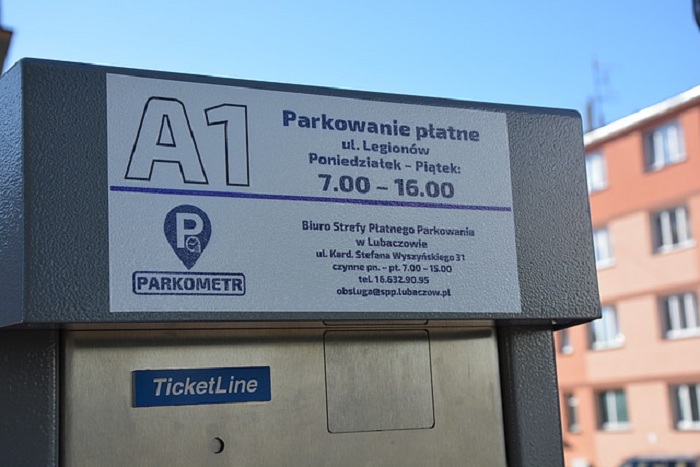 A1
Parkowanie płatne
ul. Legionów
Poniedziałek – Piątek:
7.00 – 16.00
P
PARKOMETR
Biuro Strefy Płatnego Parkowania
w Lubaczowie
ul. Kard. Stefana Wyszyńskiego 31
czynne pn. - pt. 7.00 - 15.00
tel. 16.632.90.95
obsluga@spp.lubaczow.pl
TicketLine